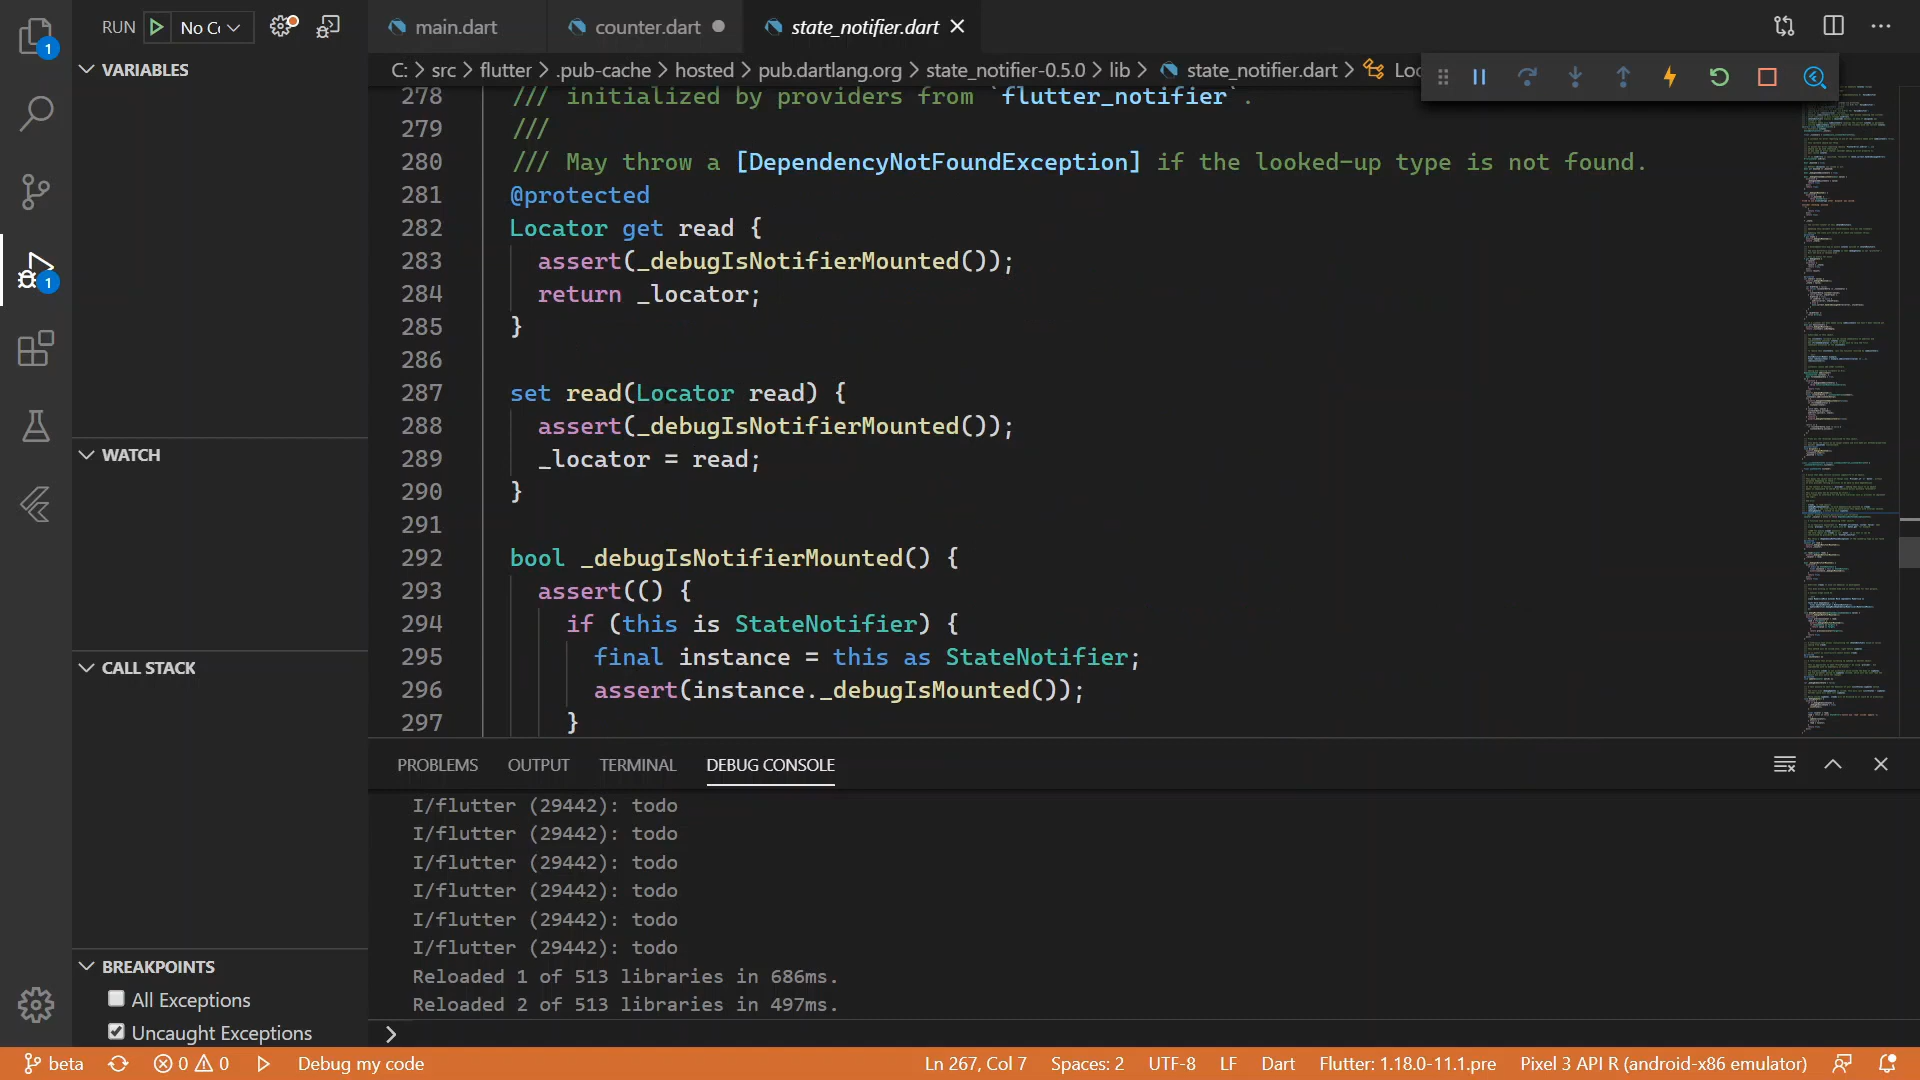 RUN No Cc
main.dart counter.dart state_notifier.dart
VARIABLES
C: > src > flutter > .pub-cache > hosted > pub.dartlang.org > state_notifier-0.5.0 > lib > state_notifier.dart > Loc
278 /// initialized by providers from `flutter_notifier`.
279 ///
280 /// May throw a [DependencyNotFoundException] if the looked-up type is not found.
281 @protected
282 Locator get read {
283 assert(_debugIsNotifierMounted());
284 return _locator;
285 }
286
287 set read(Locator read) {
288 assert(_debugIsNotifierMounted());
289 _locator = read;
290 }
291
292 bool _debugIsNotifierMounted() {
293 assert(() {
294 if (this is StateNotifier) {
295 final instance = this as StateNotifier;
296 assert(instance._debugIsMounted());
297 }
1
1
WATCH
CALL STACK
BREAKPOINTS
All Exceptions
Uncaught Exceptions
PROBLEMS OUTPUT TERMINAL DEBUG CONSOLE
I/flutter (29442): todo
I/flutter (29442): todo
I/flutter (29442): todo
I/flutter (29442): todo
I/flutter (29442): todo
I/flutter (29442): todo
Reloaded 1 of 513 libraries in 686ms.
Reloaded 2 of 513 libraries in 497ms.
beta 0 0 Debug my code Ln 267, Col 7 Spaces: 2 UTF-8 LF Dart Flutter: 1.18.0-11.1.pre Pixel 3 API R (android-x86 emulator)